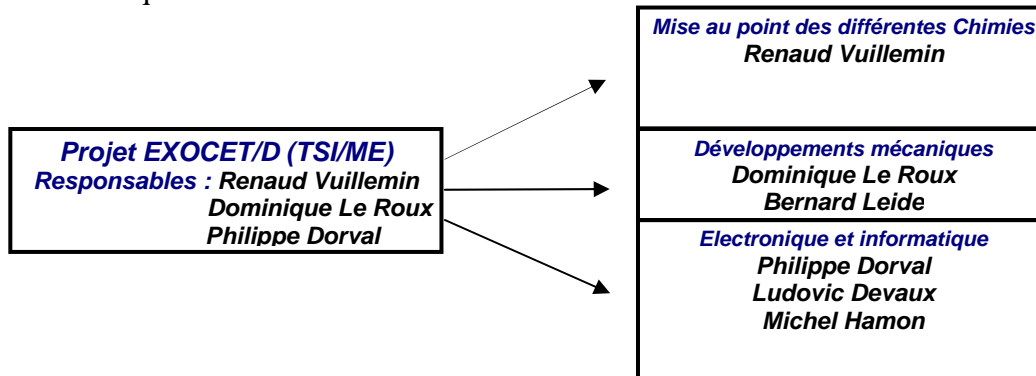 Projet EXOCET/D (TSI/ME)
Responsables : Renaud Vuillemin
Dominique Le Roux
Philippe Dorval
Mise au point des différentes Chimies
Renaud Vuillemin
Développements mécaniques
Dominique Le Roux
Bernard Leide
Electronique et informatique
Philippe Dorval
Ludovic Devaux
Michel Hamon